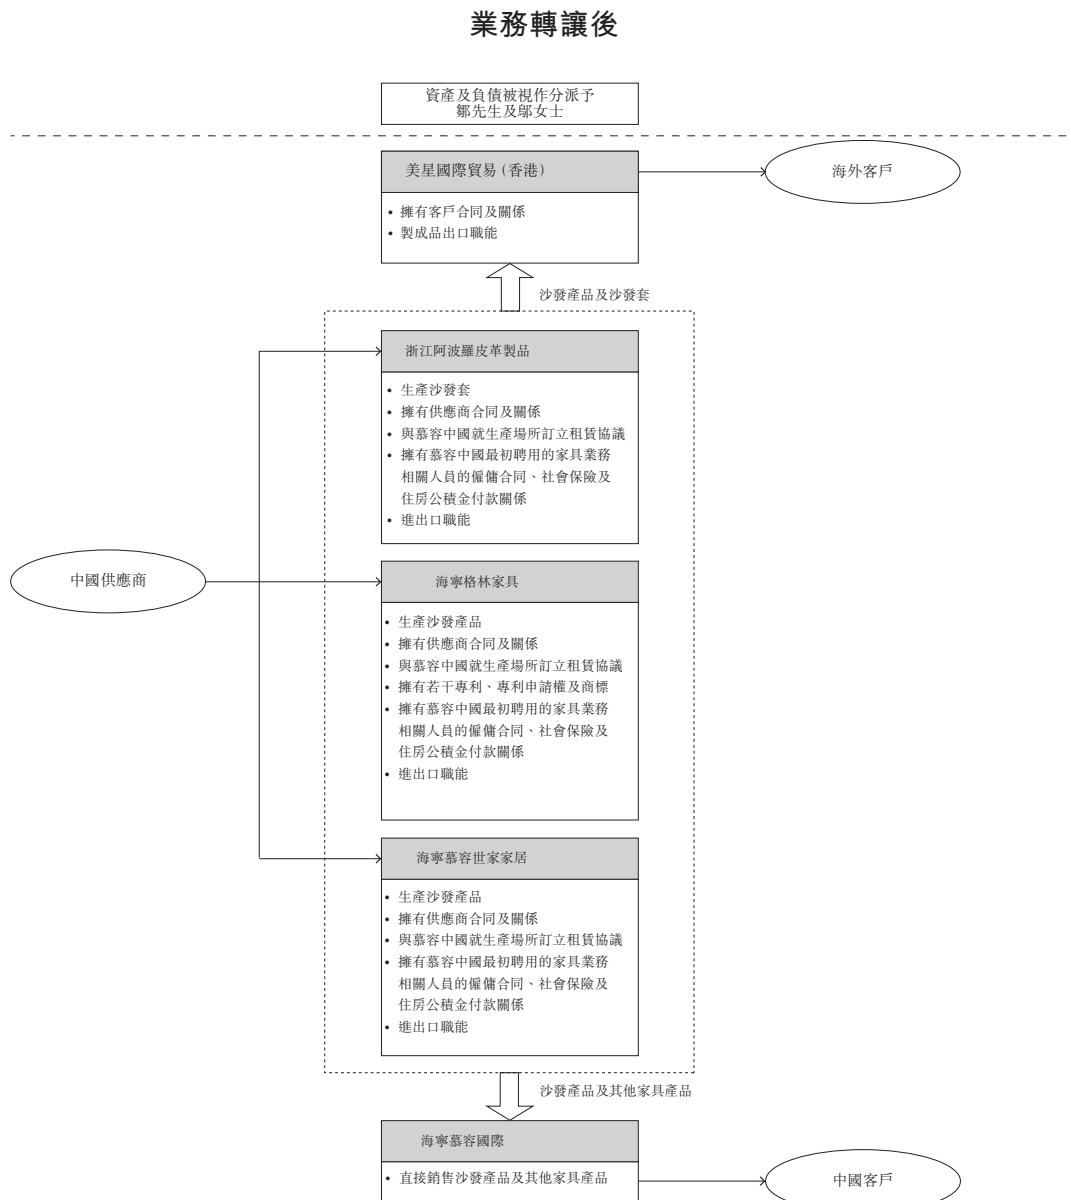 業務轉讓後
資產及負債被視作分派予
鄒先生及鄔女士
美星國際貿易(香港)
海外客戶
• 擁有客戶合同及關係
• 製成品出口職能
沙發產品及沙發套
浙江阿波羅皮革製品
• 生產沙發套
• 擁有供應商合同及關係
• 與慕容中國就生產場所訂立租賃協議
• 擁有慕容中國最初聘用的家具業務
相關人員的僱傭合同、社會保險及
住房公積金付款關係
• 進出口職能
中國供應商
海寧格林家具
• 生產沙發產品
• 擁有供應商合同及關係
• 與慕容中國就生產場所訂立租賃協議
• 擁有若干專利、專利申請權及商標
• 擁有慕容中國最初聘用的家具業務
相關人員的僱傭合同、社會保險及
住房公積金付款關係
• 進出口職能
海寧慕容世家家居
• 生產沙發產品
• 擁有供應商合同及關係
• 與慕容中國就生產場所訂立租賃協議
• 擁有慕容中國最初聘用的家具業務
相關人員的僱傭合同、社會保險及
住房公積金付款關係
• 進出口職能
沙發產品及其他家具產品
海寧慕容國際
• 直接銷售沙發產品及其他家具產品
中國客戶